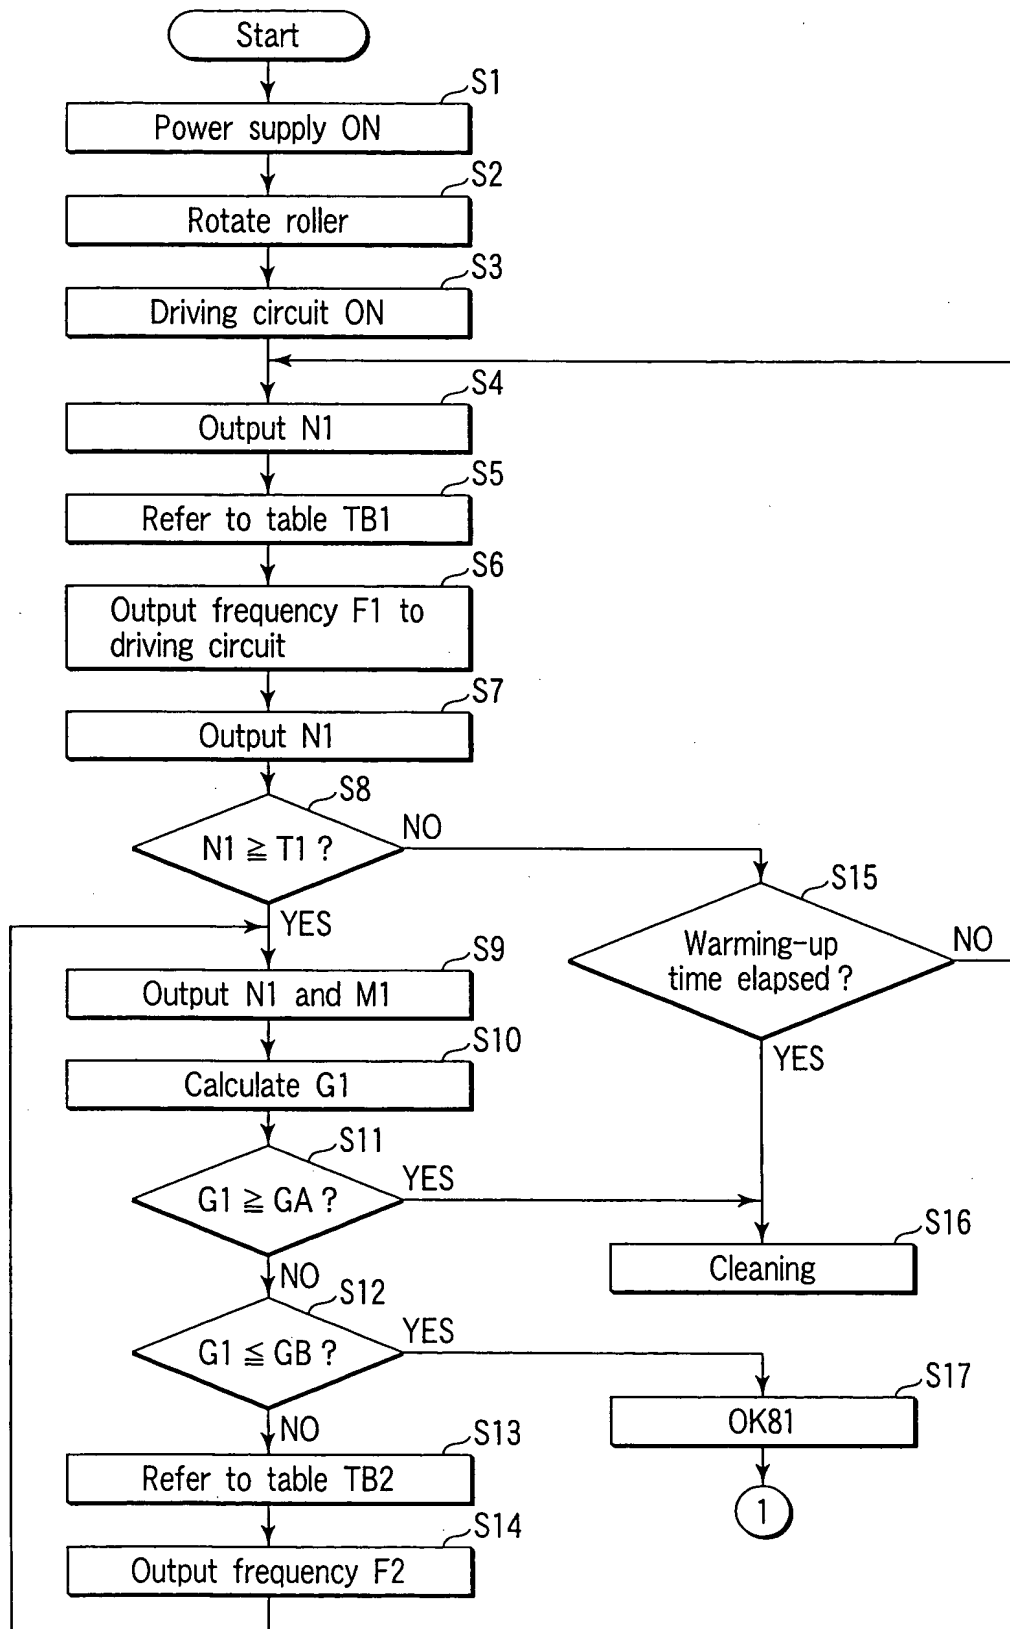 Start
S1
Power supply ON
S2
Rotate roller
S3
Driving circuit ON
S4
Output N1
S5
Refer to table TB1
S6
Output frequency F1 to
driving circuit
S7
Output N1
S8
N1 ≧ T1 ?
NO
YES
S15
Warming-up
time elapsed ?
NO
YES
S9
Output N1 and M1
S10
Calculate G1
S11
G1 ≧ GA ?
YES
NO
S16
Cleaning
S12
G1 ≦ GB ?
YES
NO
S17
OK81
1
S13
Refer to table TB2
S14
Output frequency F2